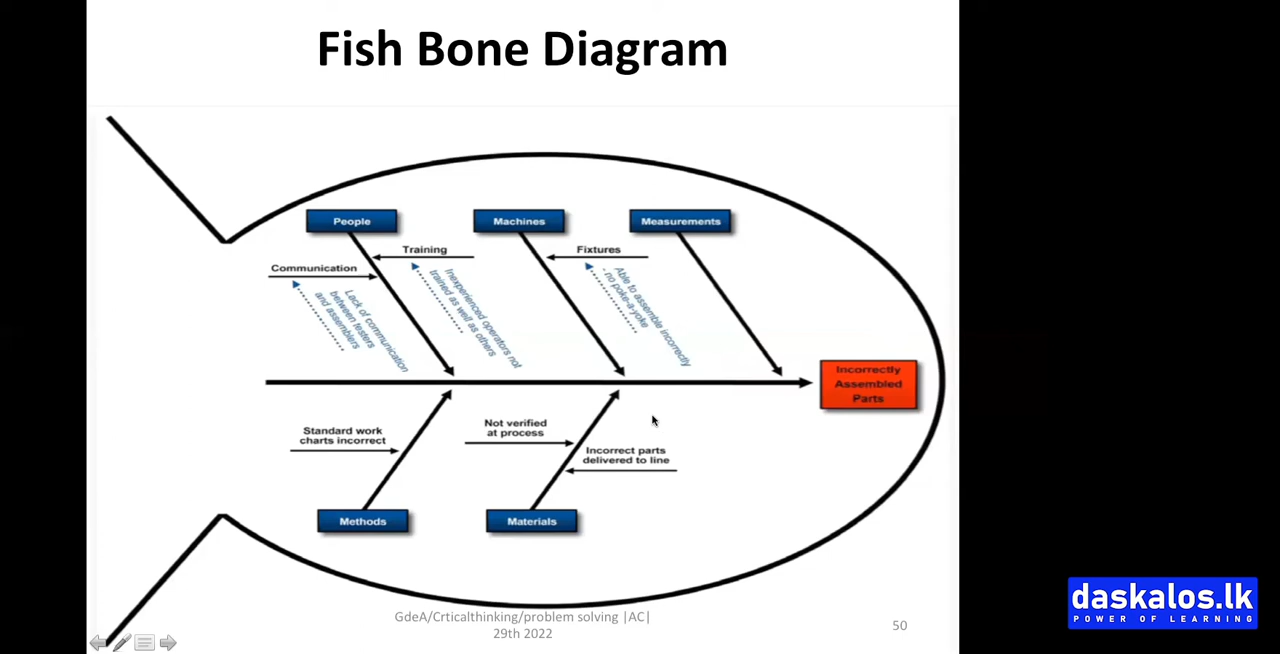 Fish Bone Diagram
People
Machines
Measurements
Training
Fixtures
Communication
Lack of communication
between testers
and assemblers
Inexperienced operators not
trained as well as others
Able to assemble incorrectly
- no poke-a-yoke
Incorrectly
Assembled
Parts
Standard work
charts incorrect
Not verified
at process
Incorrect parts
delivered to line
Methods
Materials
GdeA/Crticalthinking/problem solving |AC|
29th 2022
50
daskalos.lk
POWER OF LEARNING